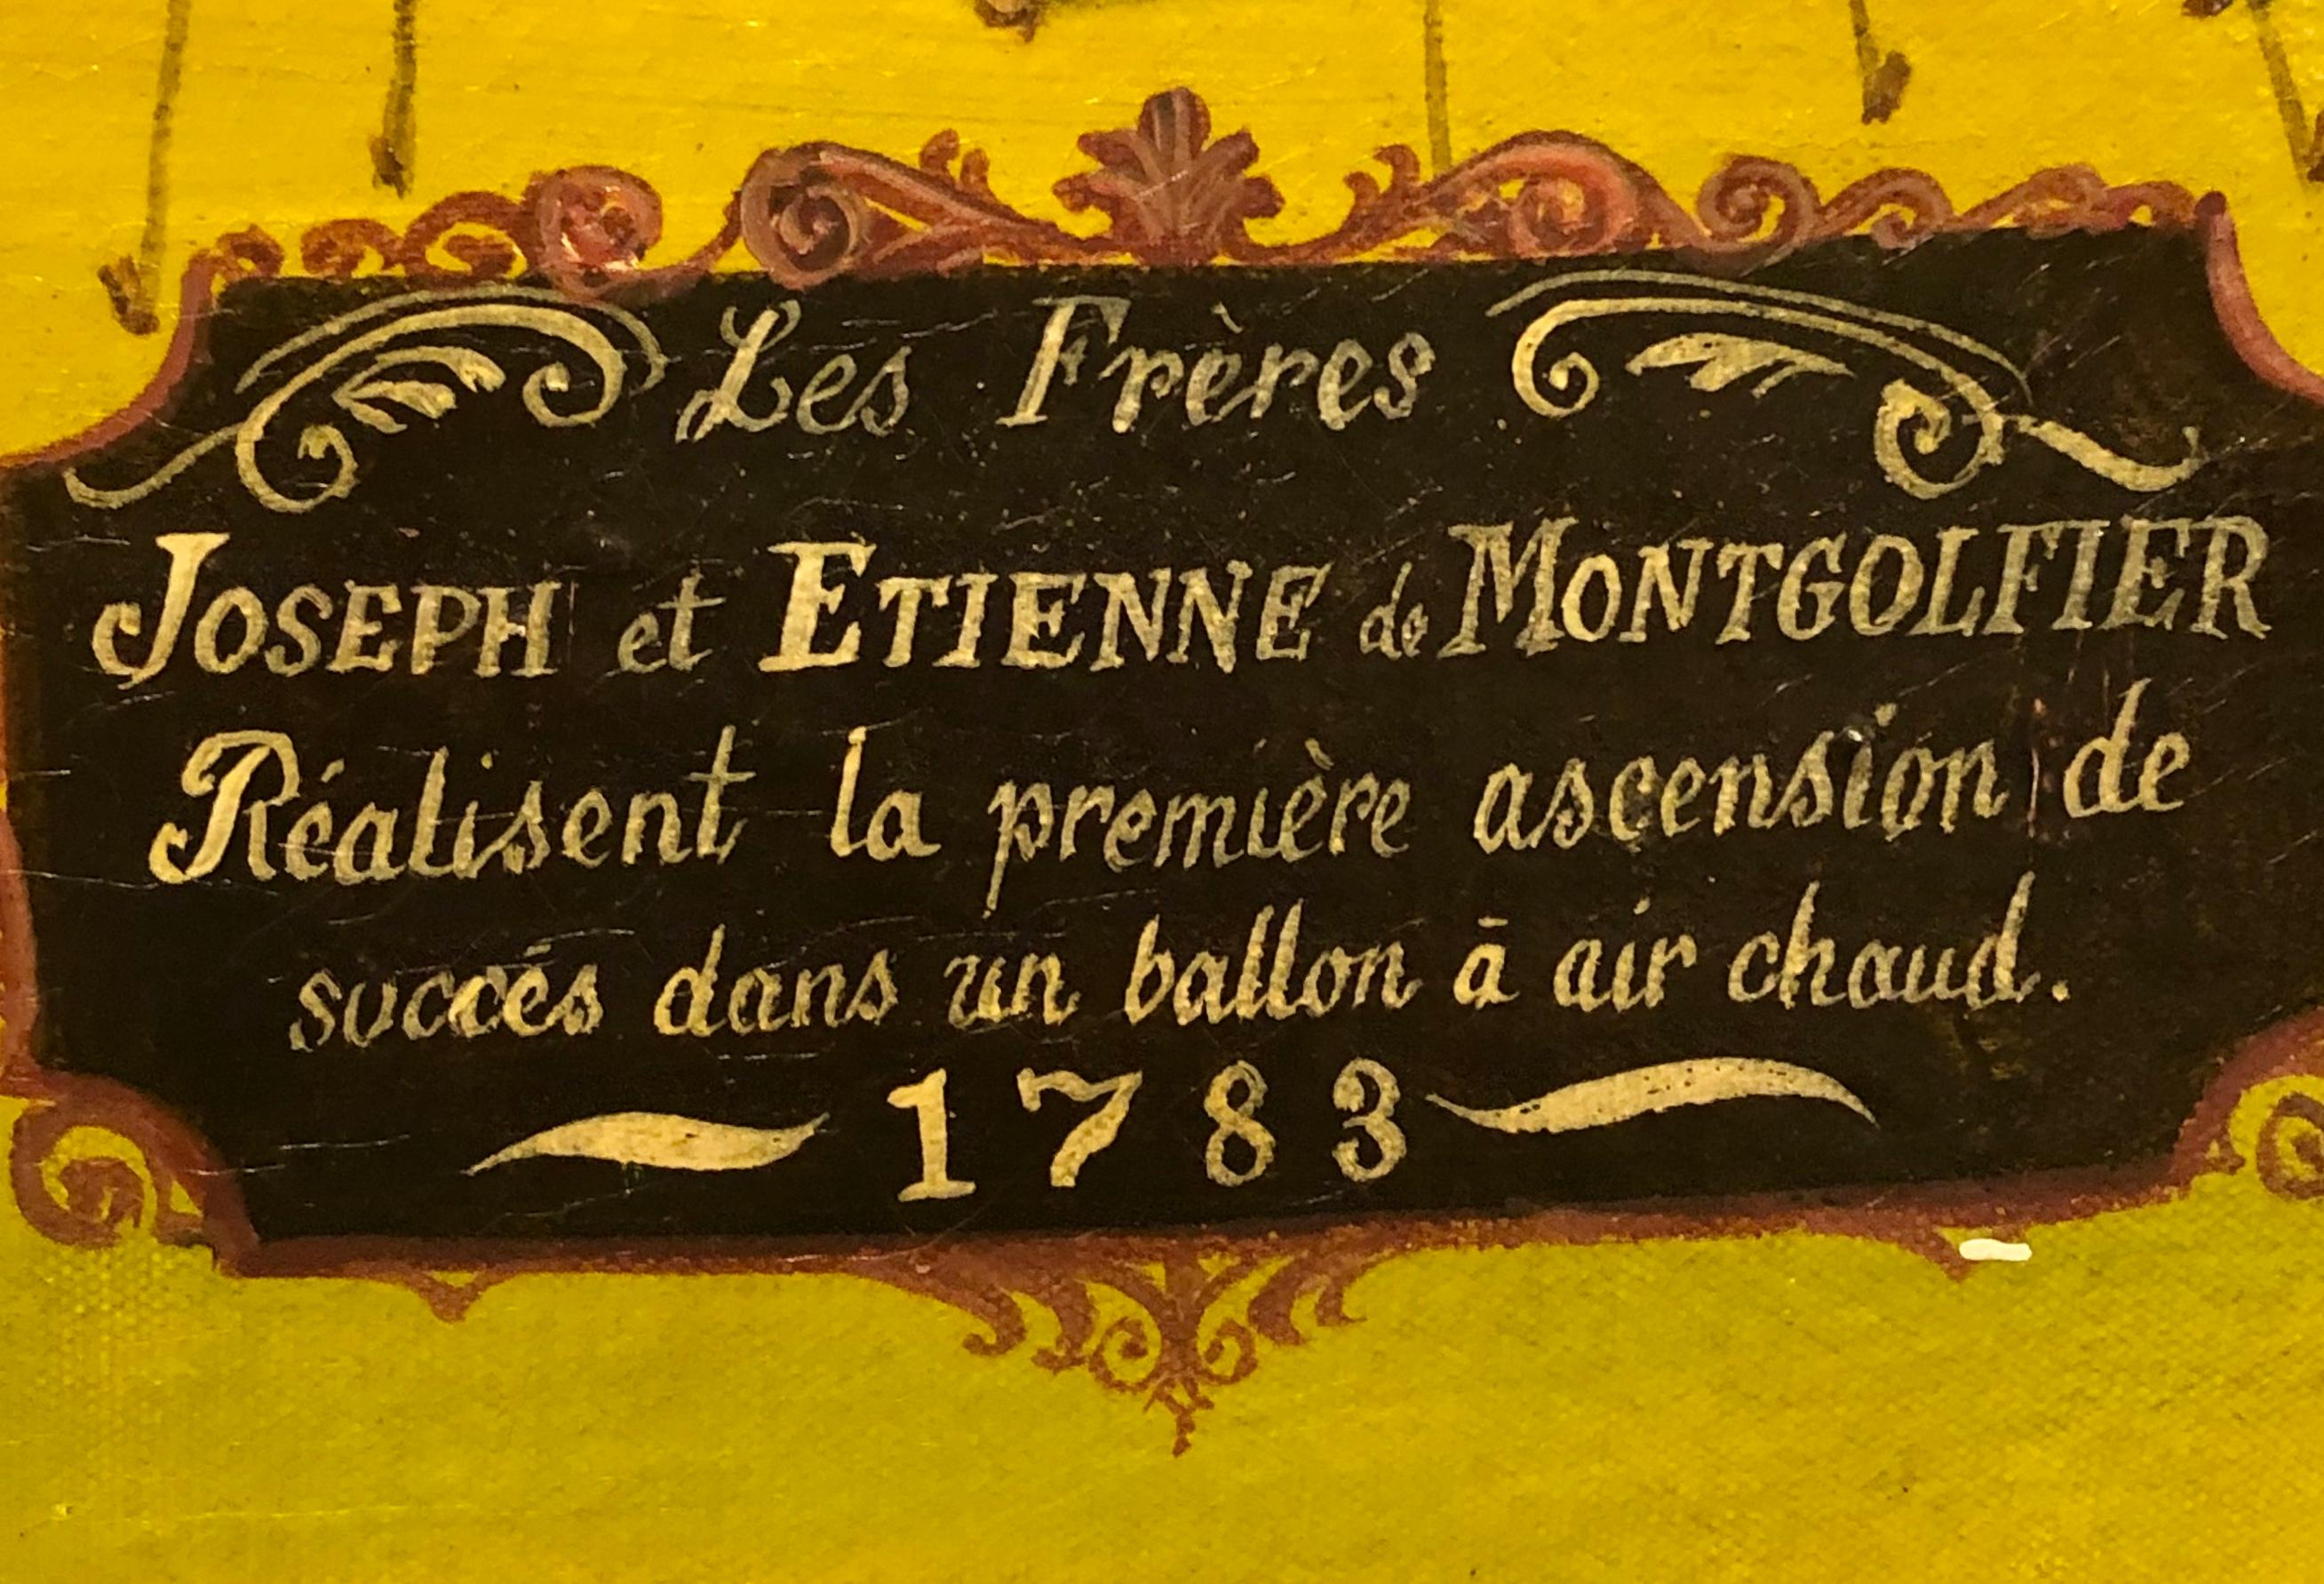 Les Frères
JOSEPH et ETIENNE de MONTGOLFIER
Réalisent la première ascension de
succés dans un ballon ā air chaud.
1783